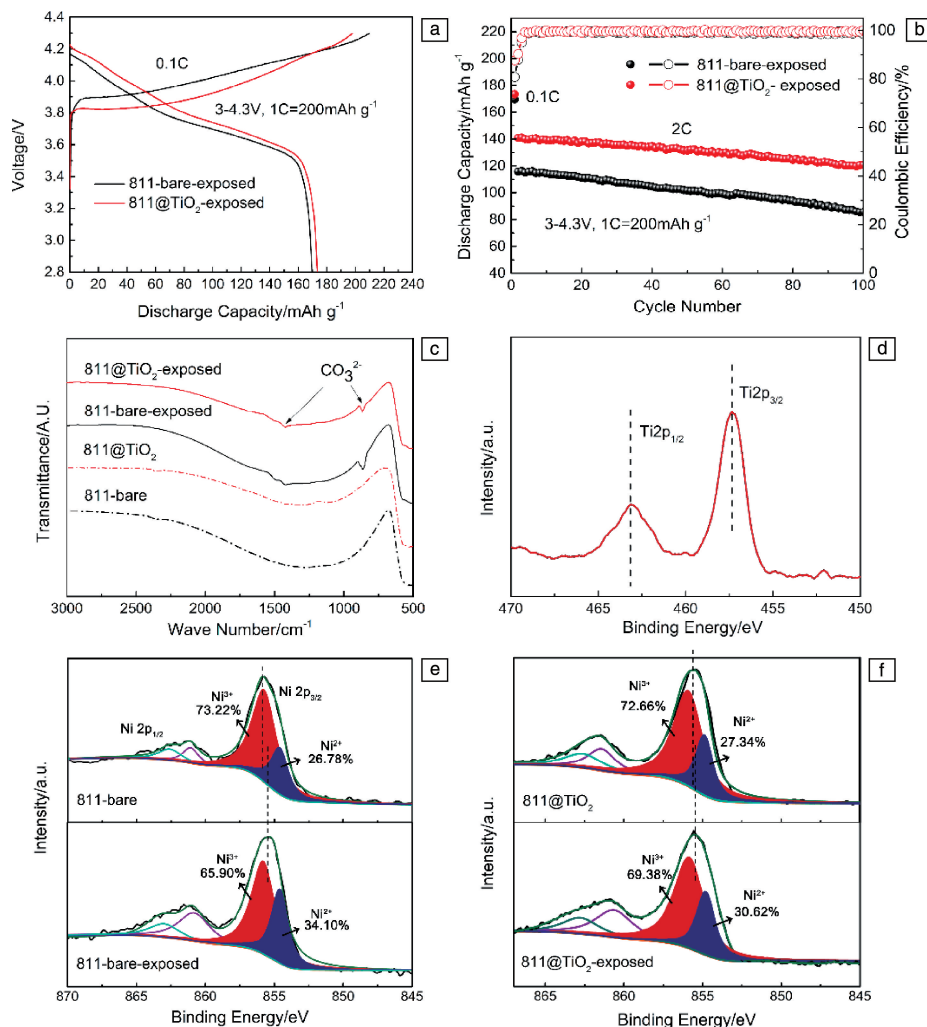 a
4.4
4.2
4.0
3.8
3.6
3.4
3.2
3.0
2.8
Voltage/V
0.1C
3-4.3V, 1C=200mAh g⁻¹
811-bare-exposed
811@TiO₂-exposed
0 20 40 60 80 100 120 140 160 180 200 220 240
Discharge Capacity/mAh g⁻¹
b
220
200
180
160
140
120
100
80
60
40
Discharge Capacity/mAh g⁻¹
811-bare-exposed
811@TiO₂- exposed
0.1C
2C
3-4.3V, 1C=200mAh g⁻¹
100
80
60
40
20
0
Coulombic Efficiency/%
0 20 40 60 80 100
Cycle Number
c
Transmittance/A.U.
CO₃²⁻
811@TiO₂-exposed
811-bare-exposed
811@TiO₂
811-bare
3000 2500 2000 1500 1000 500
Wave Number/cm⁻¹
d
Intensity/a.u.
Ti2p₃/₂
Ti2p₁/₂
470 465 460 455 450
Binding Energy/eV
e
Intensity/a.u.
Ni³⁺
73.22%
Ni 2p₃/₂
Ni 2p₁/₂
Ni²⁺
26.78%
811-bare
Ni³⁺
65.90%
Ni²⁺
34.10%
811-bare-exposed
870 865 860 855 850 845
Binding Energy/eV
f
Intensity/a.u.
Ni³⁺
72.66%
Ni²⁺
27.34%
811@TiO₂
Ni³⁺
69.38%
Ni²⁺
30.62%
811@TiO₂-exposed
865 860 855 850 845
Binding Energy/eV